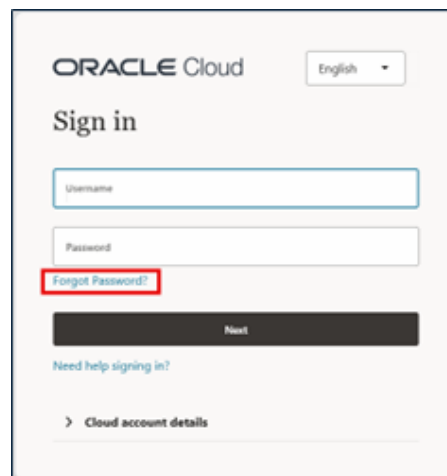 ORACLE Cloud
English
Sign in
Username
Password
Forgot Password?
Next
Need help signing in?
Cloud account details